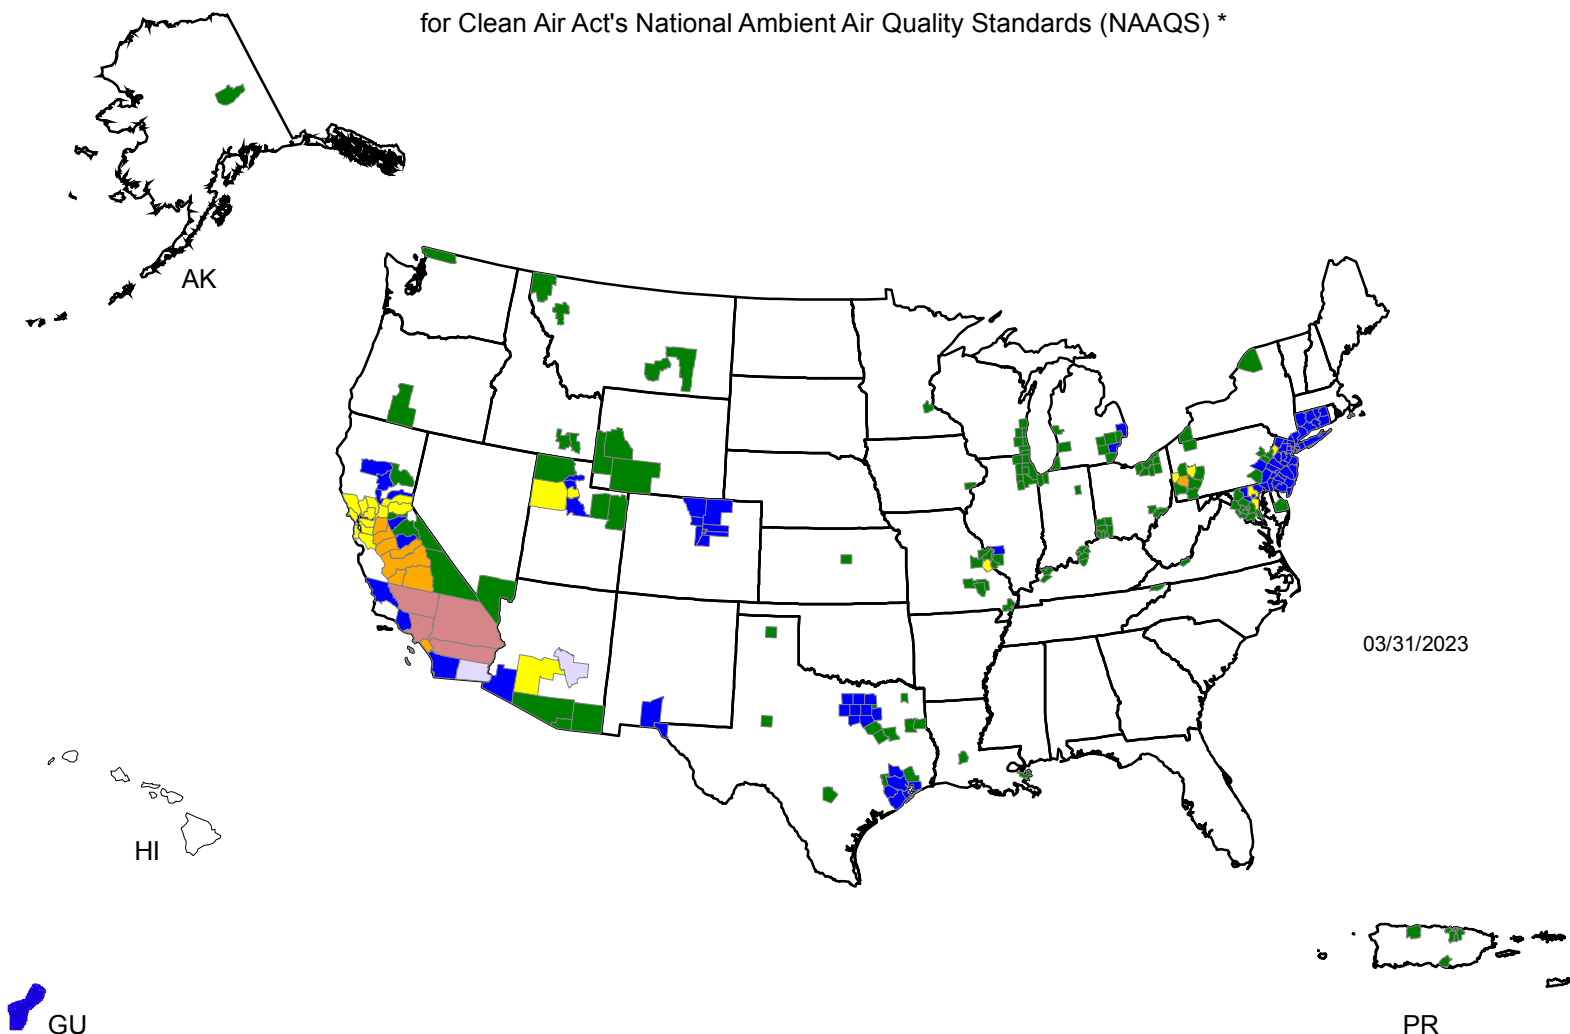 for Clean Air Act's National Ambient Air Quality Standards (NAAQS) *
AK
03/31/2023
HI
GU
PR